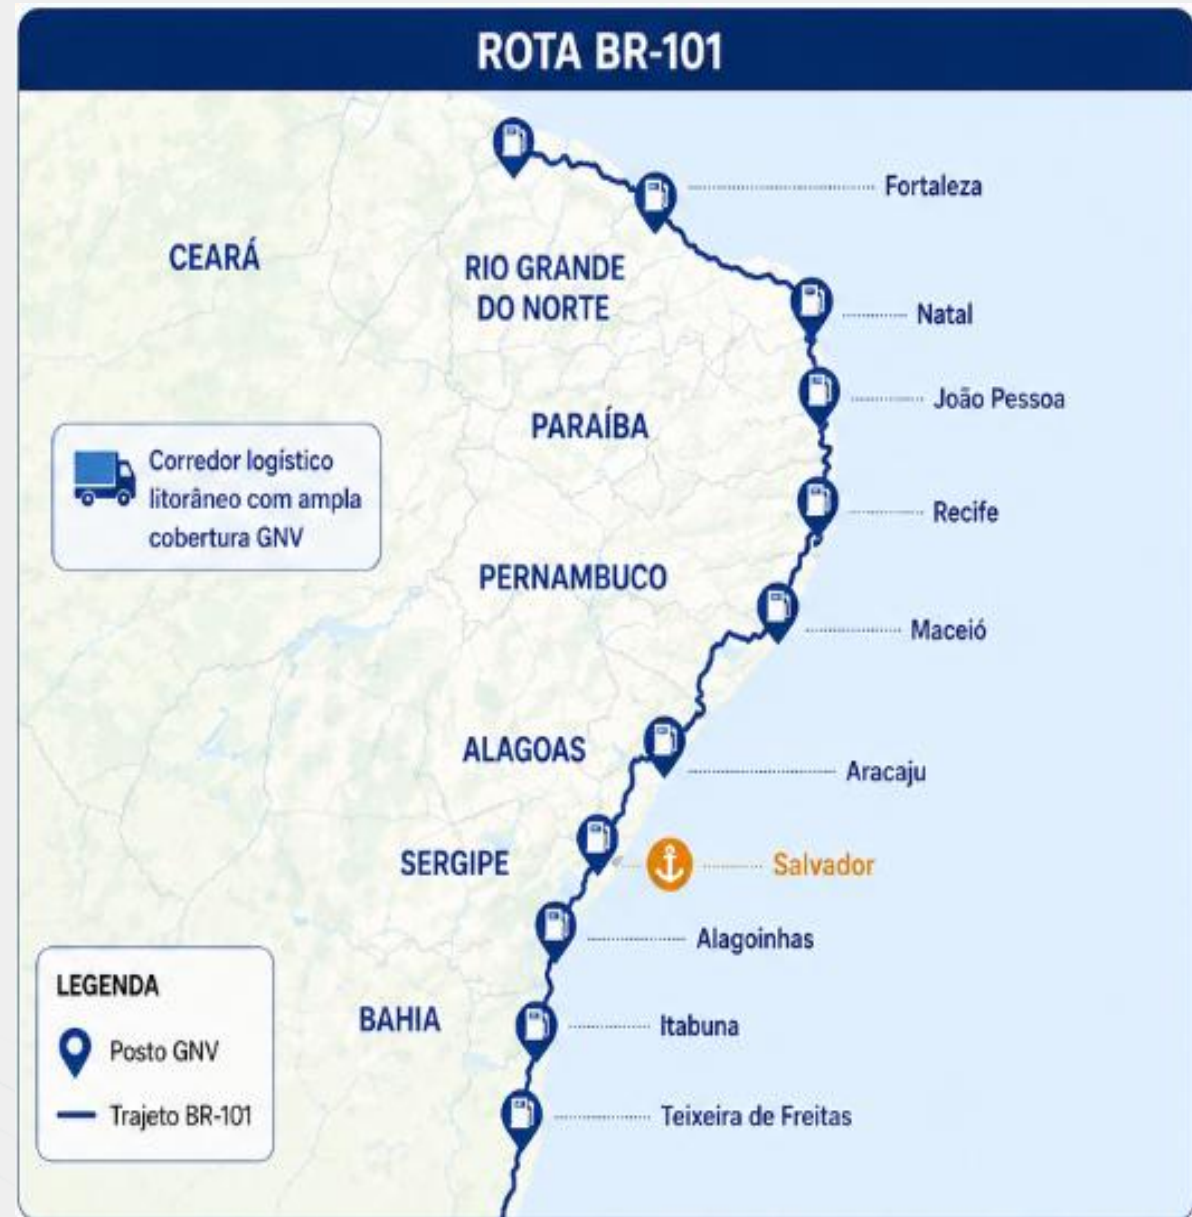 ROTA BR-101
Fortaleza
CEARÁ
RIO GRANDE
DO NORTE
Natal
João Pessoa
PARAÍBA
Corredor logístico
litorâneo com ampla
cobertura GNV
Recife
PERNAMBUCO
Maceió
ALAGOAS
Aracaju
SERGIPE
Salvador
Alagoinhas
LEGENDA
Posto GNV
Trajeto BR-101
BAHIA
Itabuna
Teixeira de Freitas